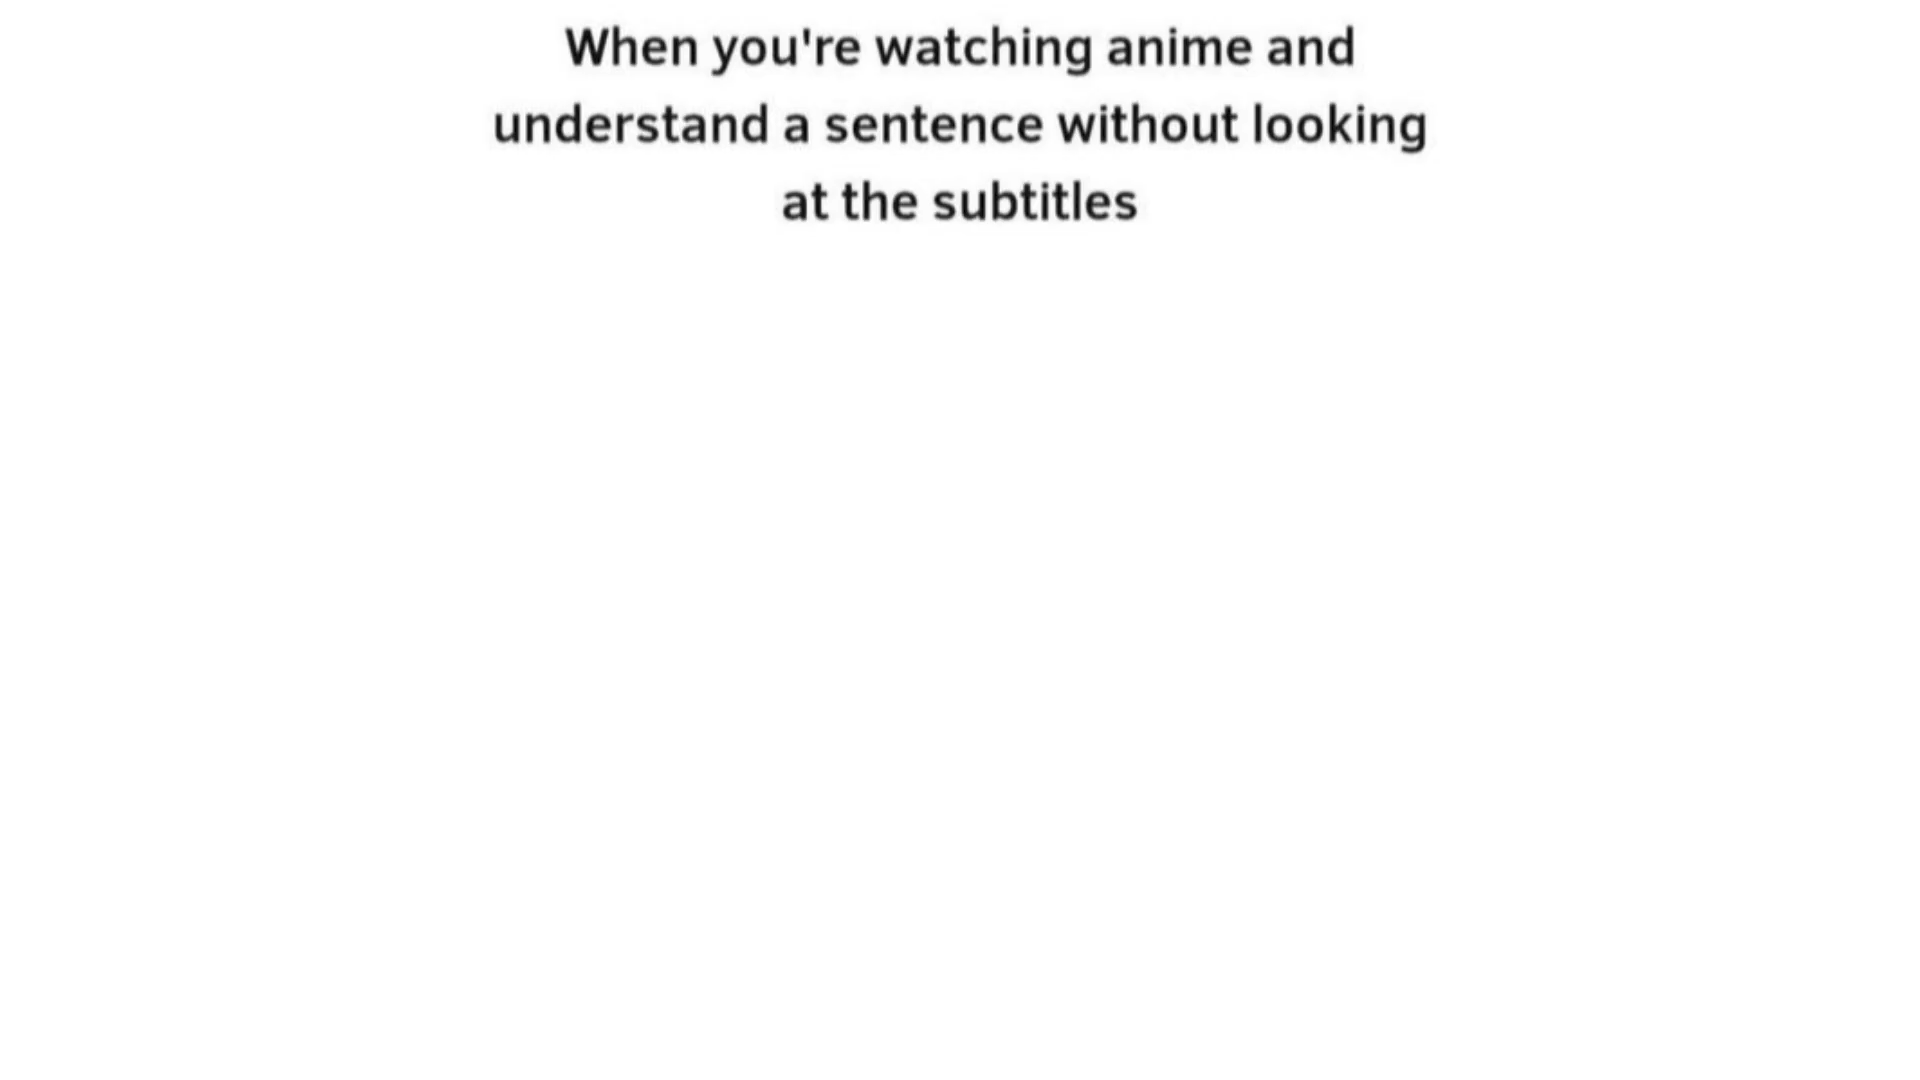 When you're watching anime and
understand a sentence without looking
at the subtitles